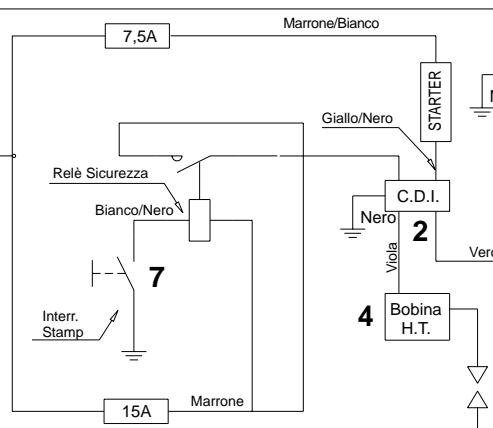 Marrone/Bianco
7,5A
STARTER
Giallo/Nero
Relè Sicurezza
C.D.I.
Bianco/Nero
Nero
2
Viola
7
4
Bobina
H.T.
Interr.
Stamp
Marrone
15A